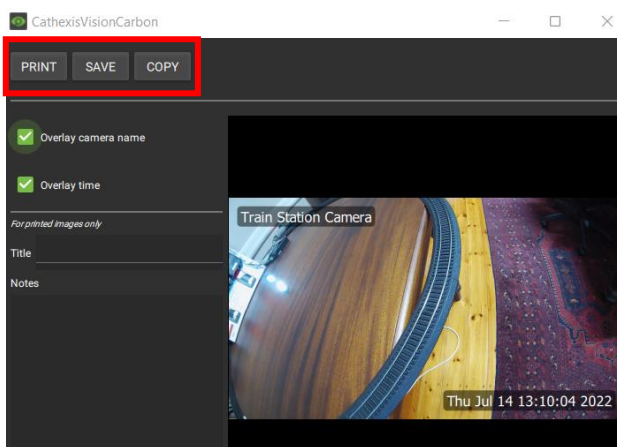 CathexisVisionCarbon
PRINT SAVE COPY
Overlay camera name
Overlay time
For printed images only
Title
Notes
Train Station Camera
Thu Jul 14 13:10:04 2022